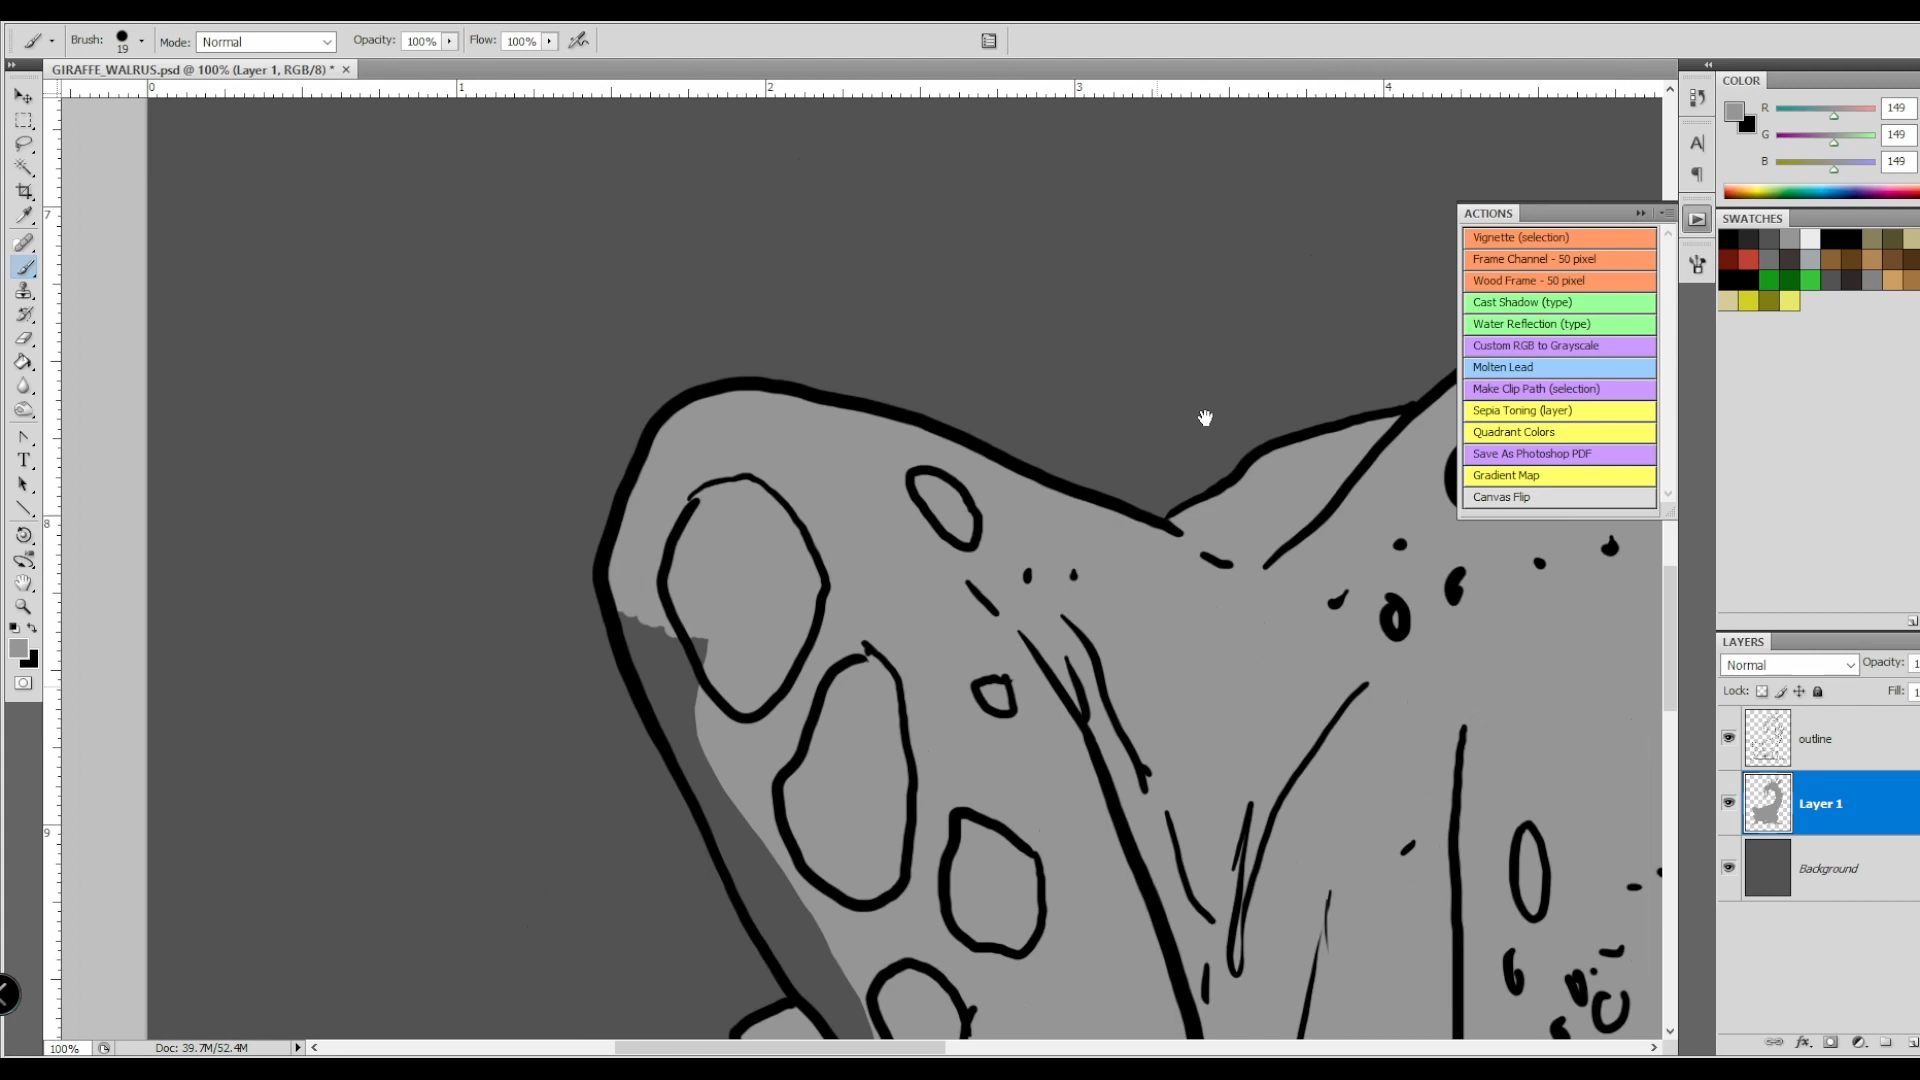 Brush: 19 Mode: Normal Opacity: 100% Flow: 100%
GIRAFFE_WALRUS.psd @ 100% (Layer 1, RGB/8) * ×
0 1 2 3 4
7
8
9
COLOR
R 149
G 149
B 149
SWATCHES
ACTIONS
Vignette (selection)
Frame Channel - 50 pixel
Wood Frame - 50 pixel
Cast Shadow (type)
Water Reflection (type)
Custom RGB to Grayscale
Molten Lead
Make Clip Path (selection)
Sepia Toning (layer)
Quadrant Colors
Save As Photoshop PDF
Gradient Map
Canvas Flip
LAYERS
Normal Opacity: 1
Lock: Fill: 1
outline
Layer 1
Background
100% Doc: 39.7M/52.4M